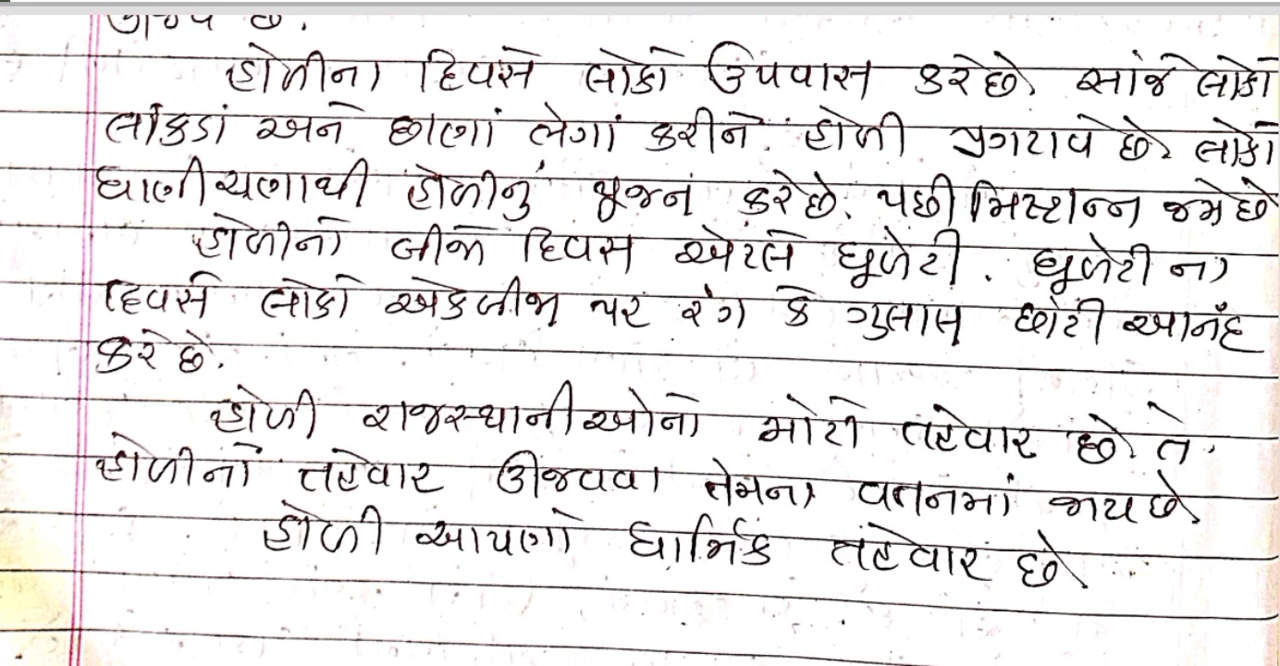 હોળીના દિવસે લોકો ઉપવાસ કરે છે. સાંજે લોકો
લાકડાં અને છાણાં ભેગાં કરીને હોળી પ્રગટાવે છે. લોકો
ધાણીચણાથી હોળીનું પૂજન કરે છે. પછી મિષ્ટાન્ન જમે છે
હોળીનો બીજો દિવસ એટલે ધૂળેટી. ધૂળેટી ના
દિવસે લોકો એકબીજા પર રંગ કે ગુલાલ છાંટી આનંદ
કરે છે.
હોળી રાજસ્થાનીઓનો મોટો તહેવાર છે. તે
હોળીનો તહેવાર ઊજવવા તેમના વતનમાં જાય છે.
હોળી આપણો ધાર્મિક તહેવાર છે.